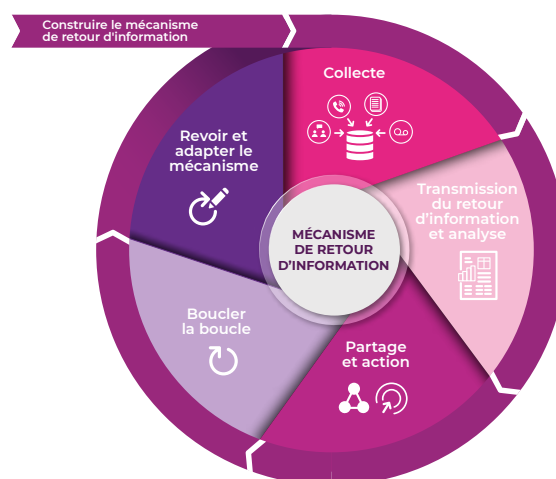 Construire le mécanisme
de retour d'information
Collecte
Transmission
du retour
d’information
et analyse
Partage
et action
Boucler
la boucle
Revoir et
adapter le
mécanisme
MÉCANISME
DE RETOUR
D’INFORMATION